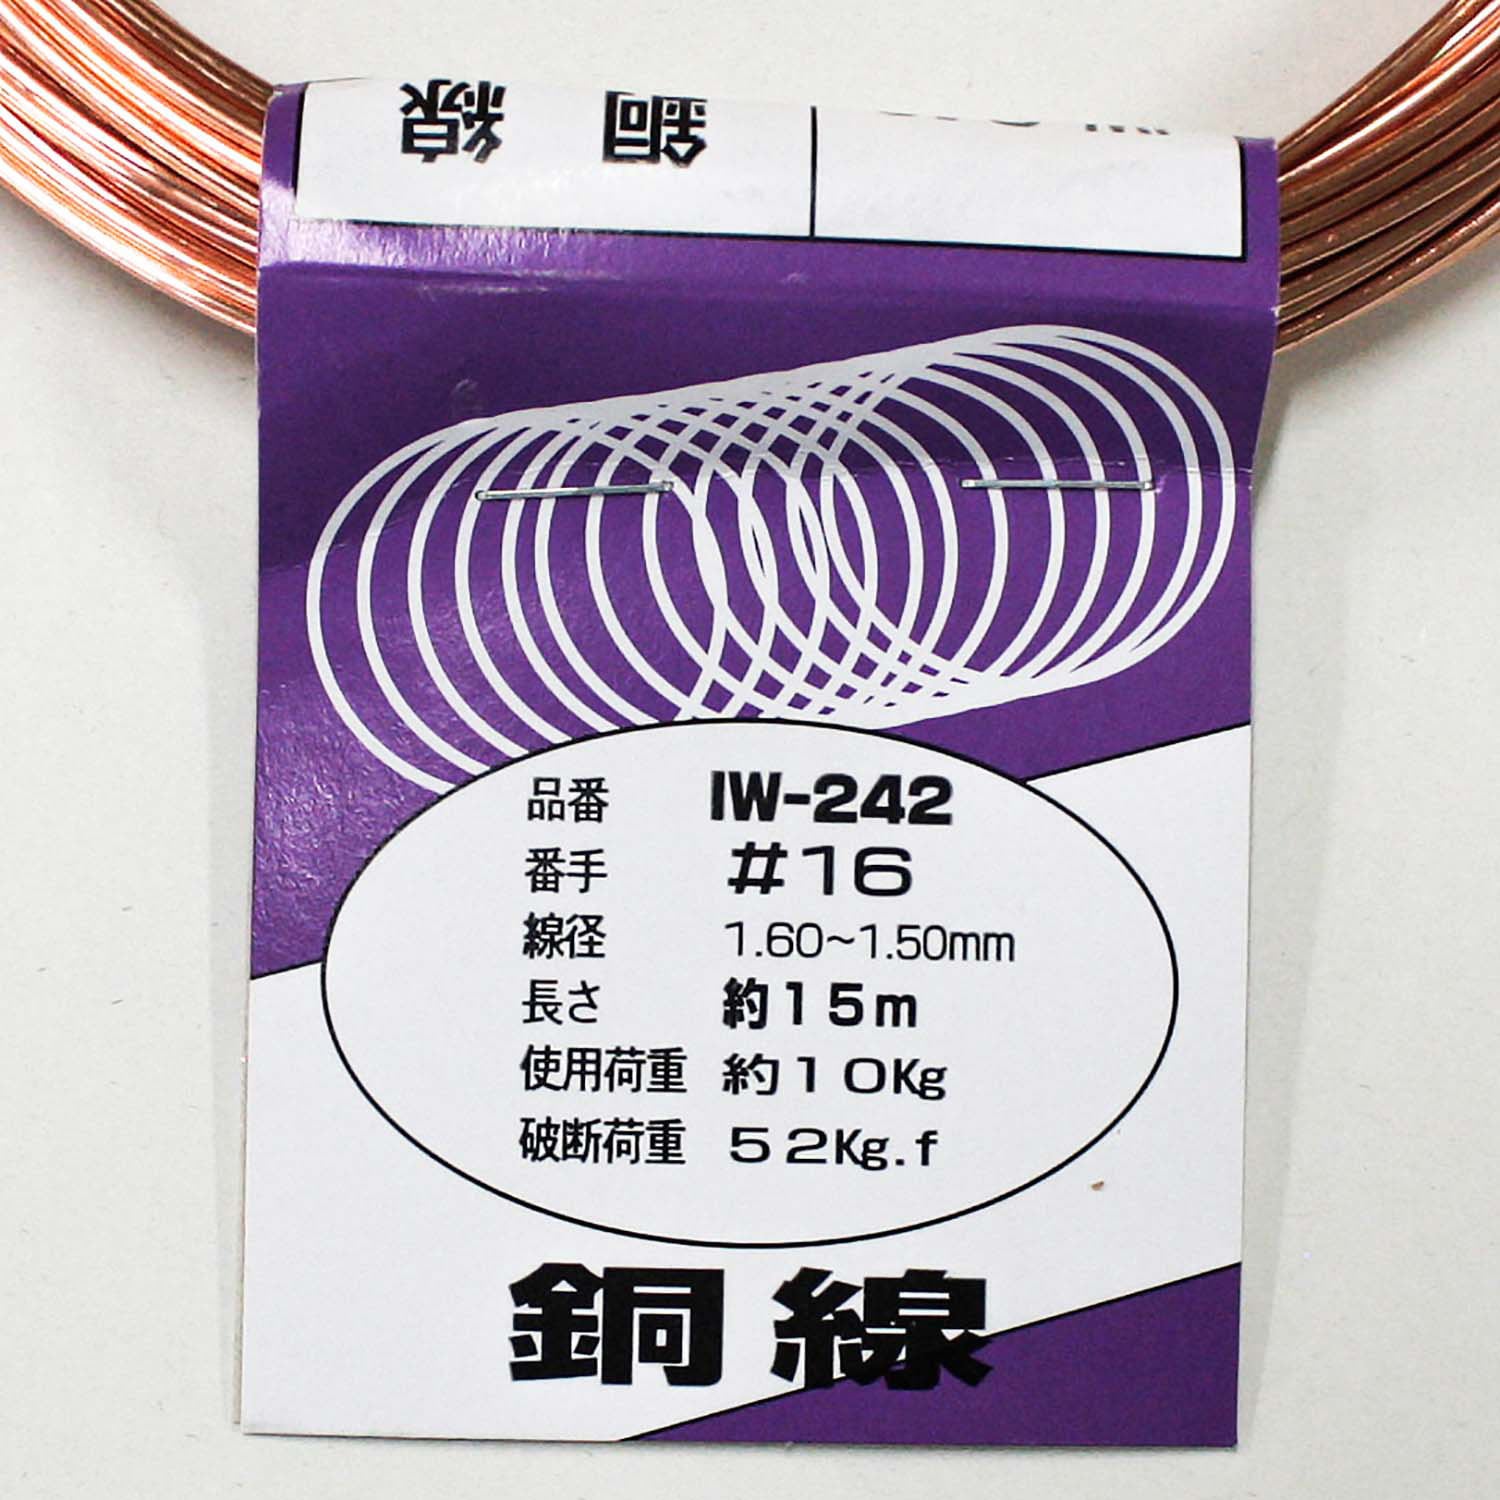 銅線
品番 IW-242
番手 #16
線径 1.60~1.50mm
長さ 約15m
使用荷重 約10Kg
破断荷重 52Kg.f
銅線